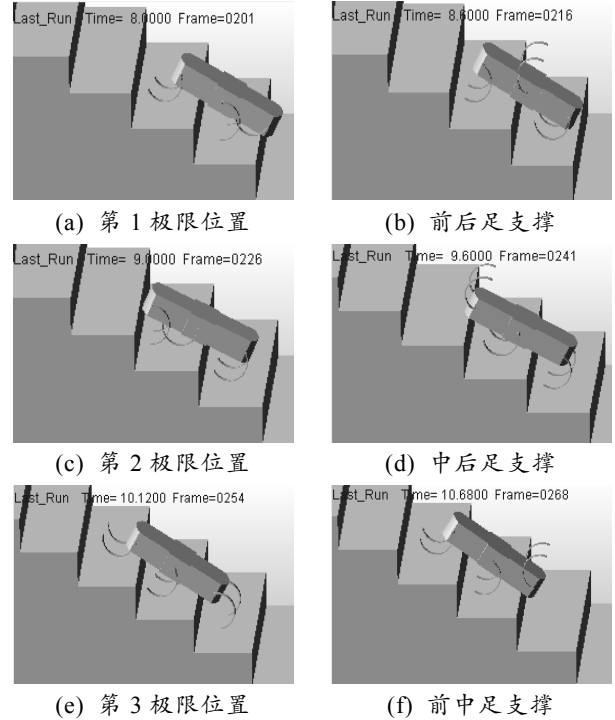 Last_Run Time= 8.0000 Frame=0201
Last_Run Time= 8.6000 Frame=0216
(a) 第 1 极限位置
(b) 前后足支撑
Last_Run Time= 9.0000 Frame=0226
Last_Run Time= 9.6000 Frame=0241
(c) 第 2 极限位置
(d) 中后足支撑
Last_Run Time= 10.1200 Frame=0254
Last_Run Time= 10.6800 Frame=0268
(e) 第 3 极限位置
(f) 前中足支撑